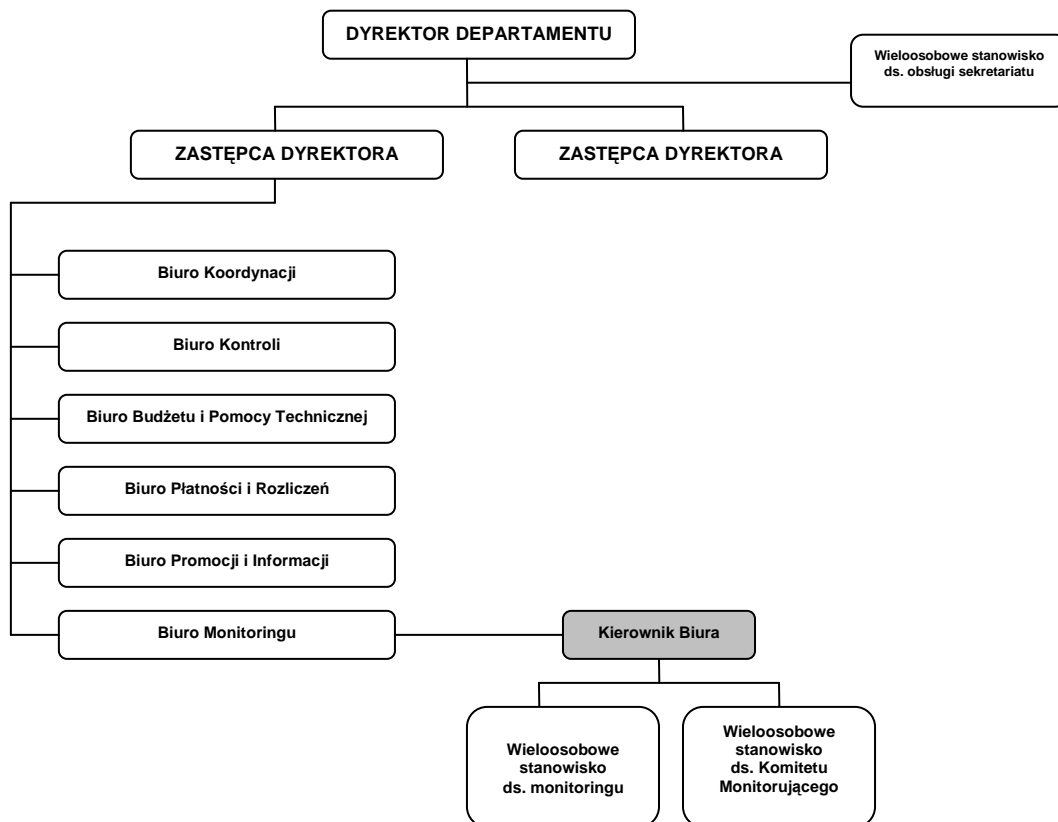 DYREKTOR DEPARTAMENTU
Wieloosobowe stanowisko
ds. obsługi sekretariatu
ZASTĘPCA DYREKTORA
ZASTĘPCA DYREKTORA
Biuro Koordynacji
Biuro Kontroli
Biuro Budżetu i Pomocy Technicznej
Biuro Płatności i Rozliczeń
Biuro Promocji i Informacji
Biuro Monitoringu
Kierownik Biura
Wieloosobowe
stanowisko
ds. monitoringu
Wieloosobowe
stanowisko
ds. Komitetu
Monitorującego